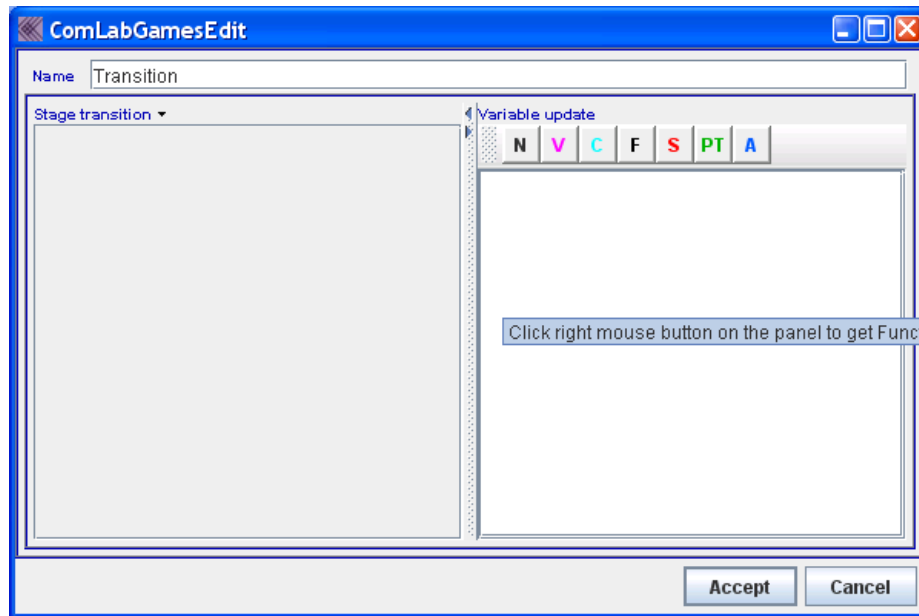 ComLabGamesEdit
Name Transition
Stage transition
Variable update
N V C F S PT A
Click right mouse button on the panel to get Func
Accept Cancel